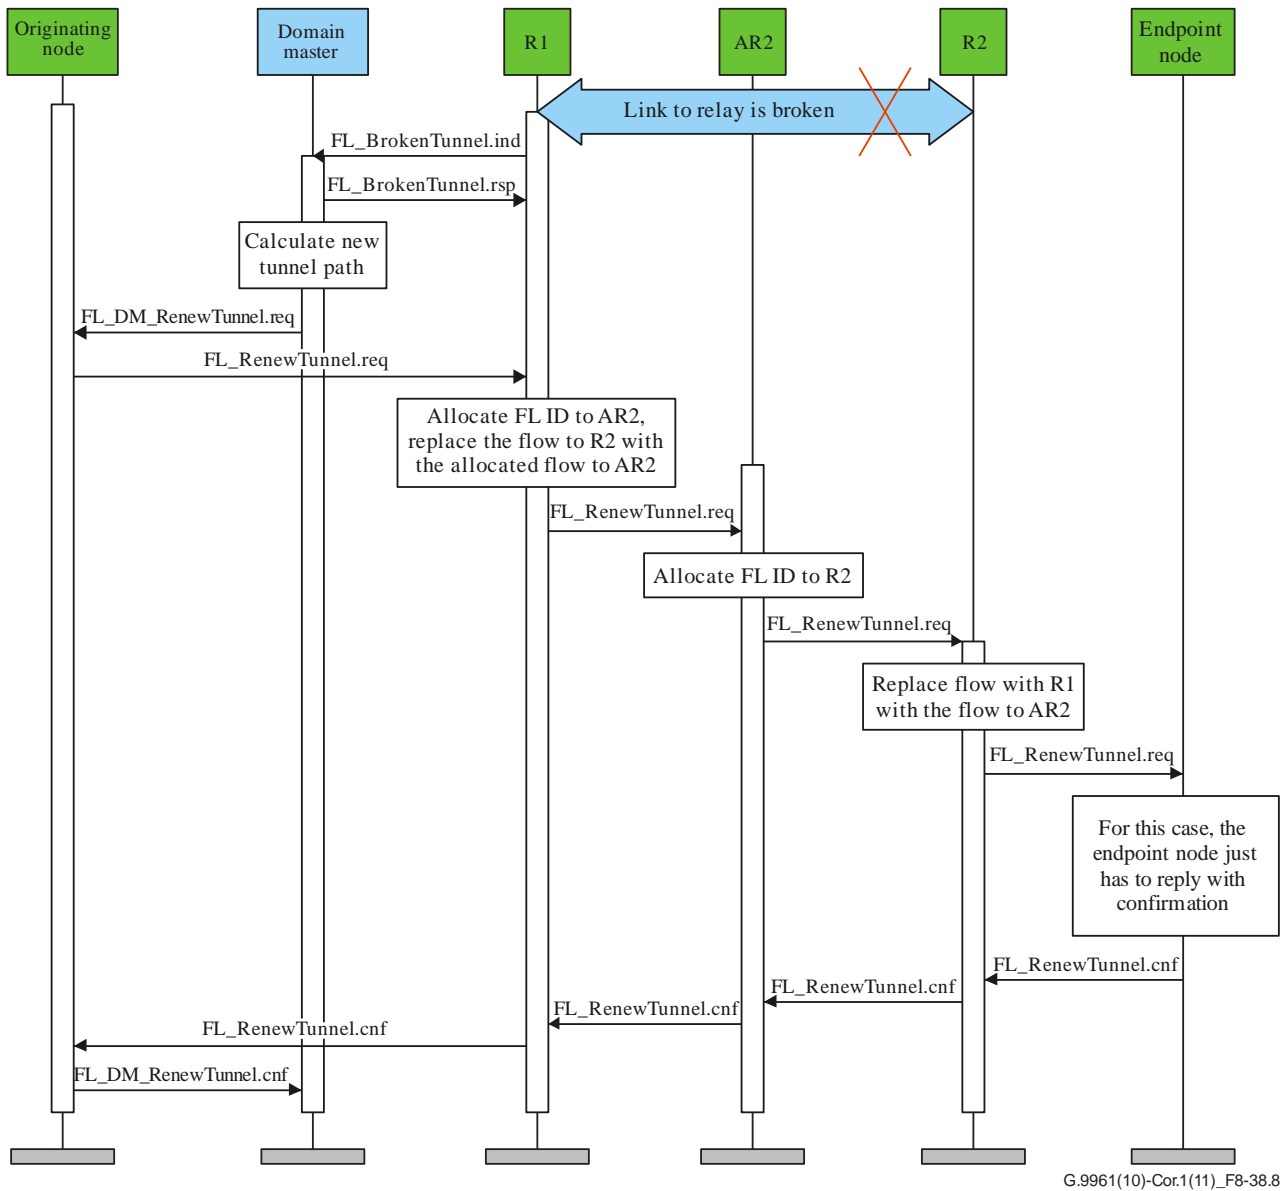 Originating
node
Domain
master
R1
AR2
R2
Endpoint
node
Link to relay is broken
FL_BrokenTunnel.ind
FL_BrokenTunnel.rsp
Calculate new
tunnel path
FL_DM_RenewTunnel.req
FL_RenewTunnel.req
Allocate FL ID to AR2,
replace the flow to R2 with
the allocated flow to AR2
FL_RenewTunnel.req
Allocate FL ID to R2
FL_RenewTunnel.req
Replace flow with R1
with the flow to AR2
FL_RenewTunnel.req
For this case, the
endpoint node just
has to reply with
confirmation
FL_RenewTunnel.cnf
FL_RenewTunnel.cnf
FL_RenewTunnel.cnf
FL_RenewTunnel.cnf
FL_DM_RenewTunnel.cnf
G.9961(10)-Cor.1(11)_F8-38.8